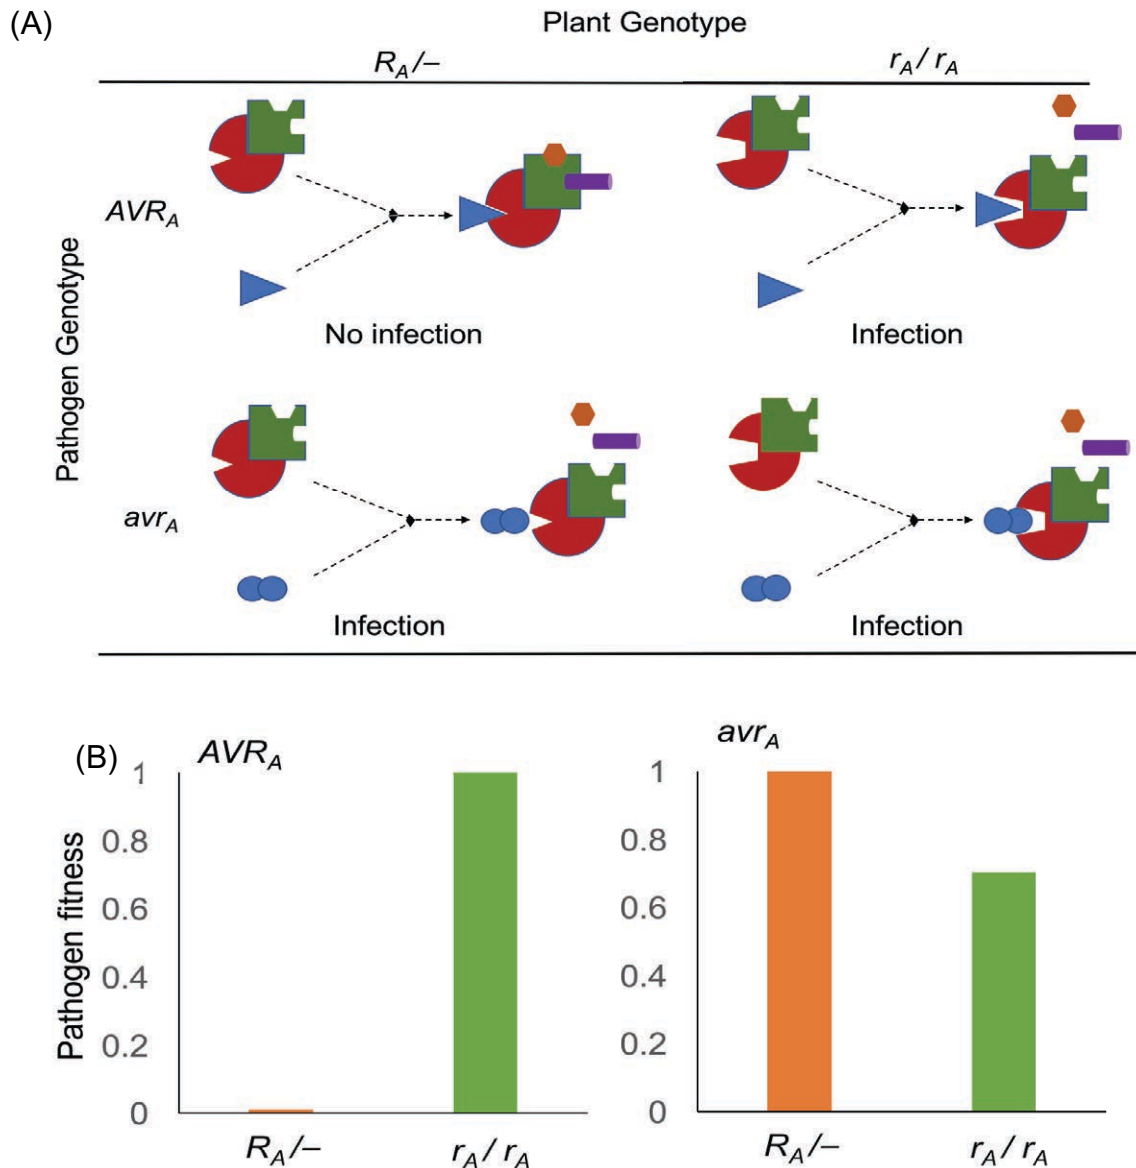 (A)
Plant Genotype
R_A/– r_A/ r_A
Pathogen Genotype
AVR_A
No infection Infection
avr_A
Infection Infection
(B)
AVR_A avr_A
Pathogen fitness
1
0.8
0.6
0.4
0.2
0
R_A/– r_A/ r_A
1
0.8
0.6
0.4
0.2
0
R_A/– r_A/ r_A